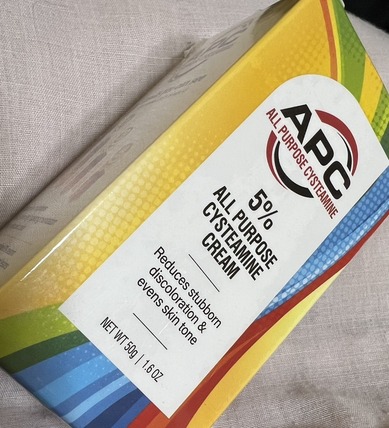 APC
ALL PURPOSE CYSTEAMINE
5%
ALL PURPOSE
CYSTEAMINE
CREAM
Reduces stubborn
discoloration &
evens skin tone
NET WT 50g | 1.6 OZ